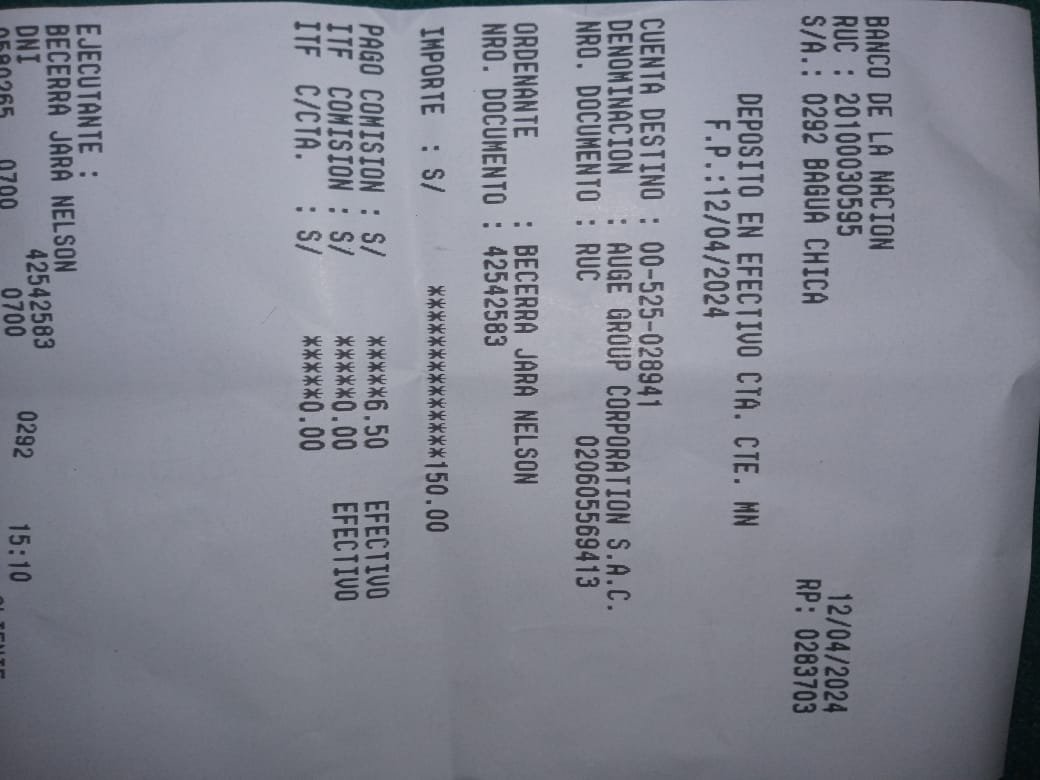 BANCO DE LA NACION
RUC : 20100030595 12/04/2024
S/A.: 0292 BAGUA CHICA RP: 0283703
DEPOSITO EN EFECTIVO CTA. CTE. MN
F.P.:12/04/2024
CUENTA DESTINO : 00-525-028941
DENOMINACION : AUGE GROUP CORPORATION S.A.C.
NRO. DOCUMENTO : RUC 020605569413
ORDENANTE : BECERRA JARA NELSON
NRO. DOCUMENTO : 42542583
IMPORTE : S/ ***************150.00
PAGO COMISION : S/ *****6.50 EFECTIVO
ITF COMISION : S/ *****0.00 EFECTIVO
ITF C/CTA. : S/ *****0.00
EJECUTANTE :
BECERRA JARA NELSON
DNI 42542583
0700 0700 0292 15:10